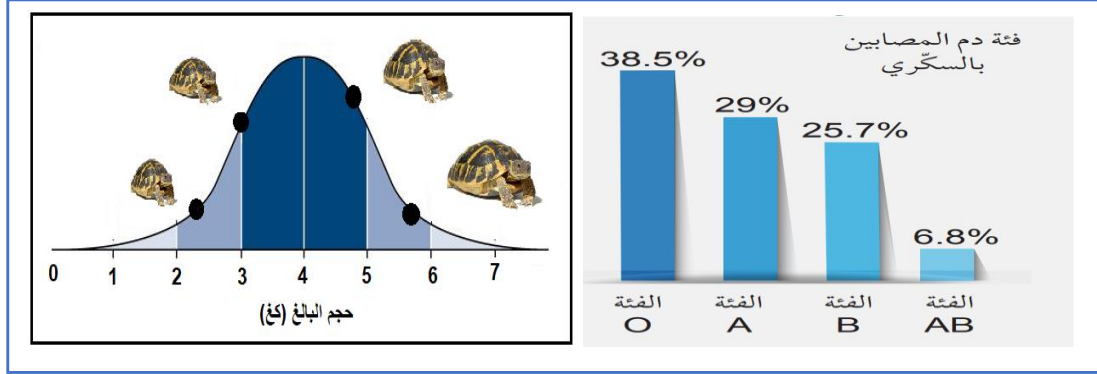 0 1 2 3 4 5 6 7
حجم البالغ (كغ)
فئة دم المصابين
بالسكّري
38.5%
29%
25.7%
6.8%
الفئة الفئة الفئة الفئة
O A B AB